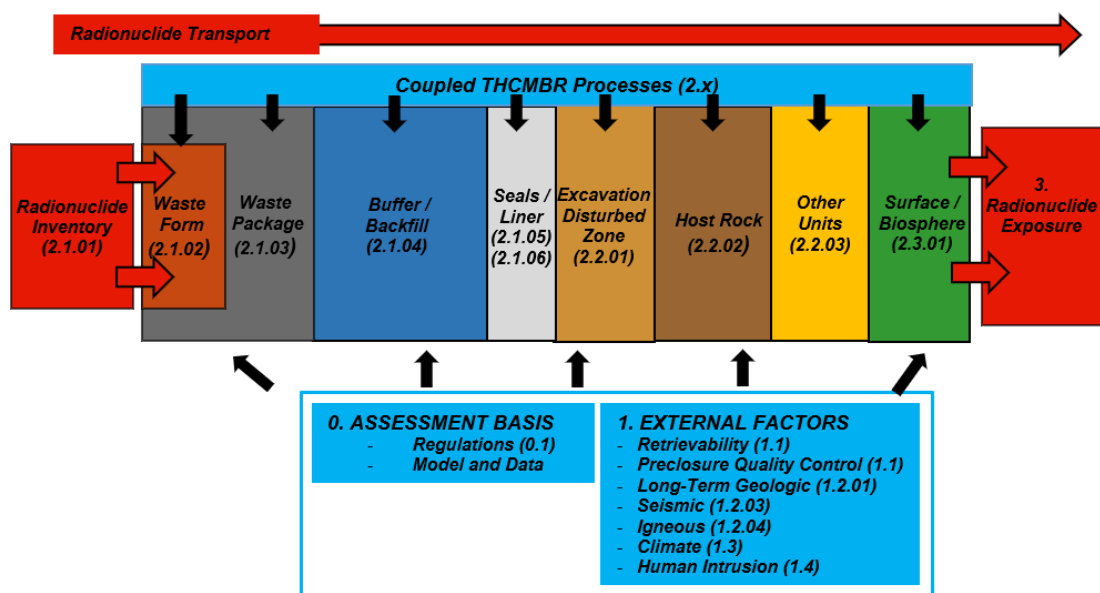 Radionuclide Transport
Coupled THCMBR Processes (2.x)
Radionuclide
Inventory
(2.1.01)
Waste
Form
(2.1.02)
Waste
Package
(2.1.03)
Buffer /
Backfill
(2.1.04)
Seals /
Liner
(2.1.05)
(2.1.06)
Excavation
Disturbed
Zone
(2.2.01)
Host Rock
(2.2.02)
Other
Units
(2.2.03)
Surface /
Biosphere
(2.3.01)
3.
Radionuclide
Exposure
0. ASSESSMENT BASIS
- Regulations (0.1)
- Model and Data
1. EXTERNAL FACTORS
- Retrievability (1.1)
- Preclosure Quality Control (1.1)
- Long-Term Geologic (1.2.01)
- Seismic (1.2.03)
- Igneous (1.2.04)
- Climate (1.3)
- Human Intrusion (1.4)